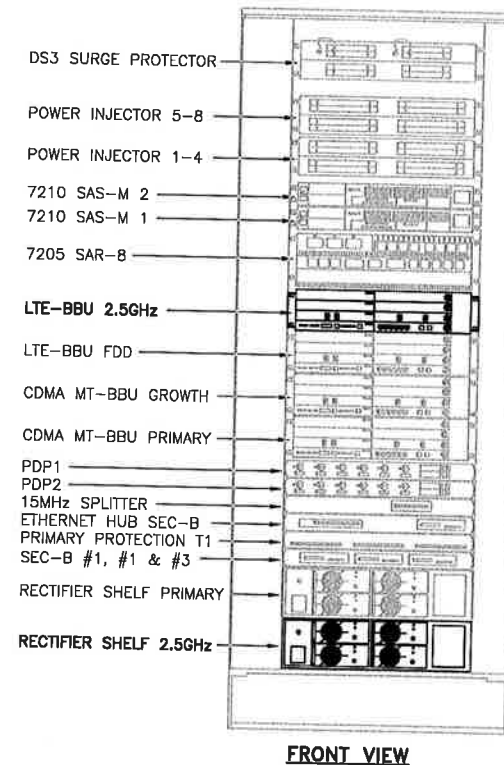 DS3 SURGE PROTECTOR
POWER INJECTOR 5-8
POWER INJECTOR 1-4
7210 SAS-M 2
7210 SAS-M 1
7205 SAR-8
LTE-BBU 2.5GHz
LTE-BBU FDD
CDMA MT-BBU GROWTH
CDMA MT-BBU PRIMARY
PDP1
PDP2
15MHz SPLITTER
ETHERNET HUB SEC-B
PRIMARY PROTECTION T1
SEC-B #1, #1 & #3
RECTIFIER SHELF PRIMARY
RECTIFIER SHELF 2.5GHz
FRONT VIEW